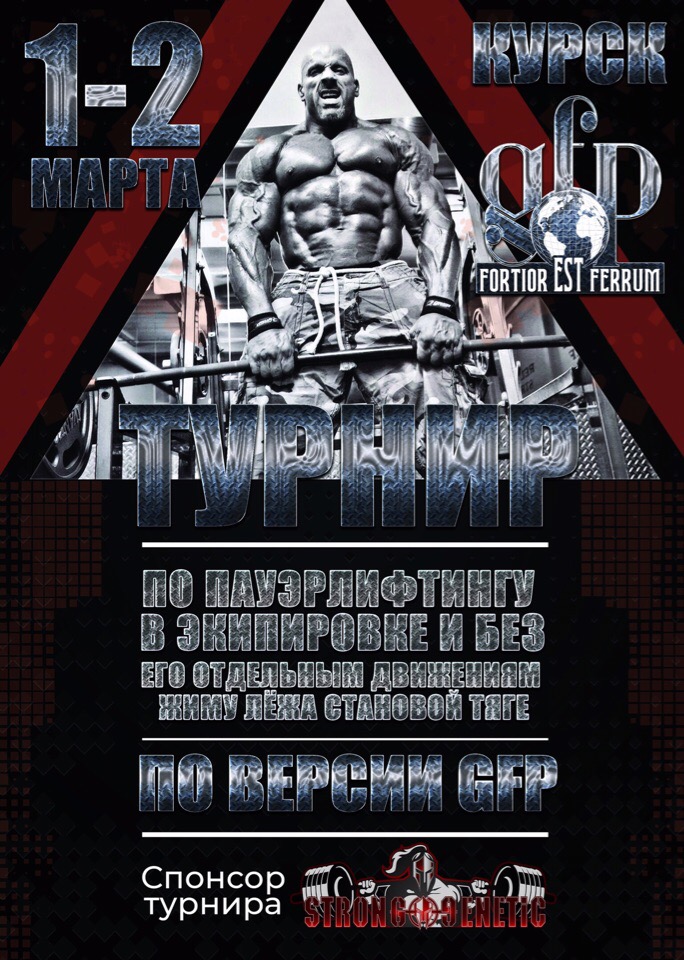 1-2
МАРТА
КУРСК
gfp
FORTIOR EST FERRUM
ТУРНИР
ПО ПАУЭРЛИФТИНГУ
В ЭКИПИРОВКЕ И БЕЗ
ЕГО ОТДЕЛЬНЫМ ДВИЖЕНИЯМ
ЖИМУ ЛЁЖА СТАНОВОЙ ТЯГЕ
ПО ВЕРСИИ GFP
Спонсор
турнира
STRONG GENETIC